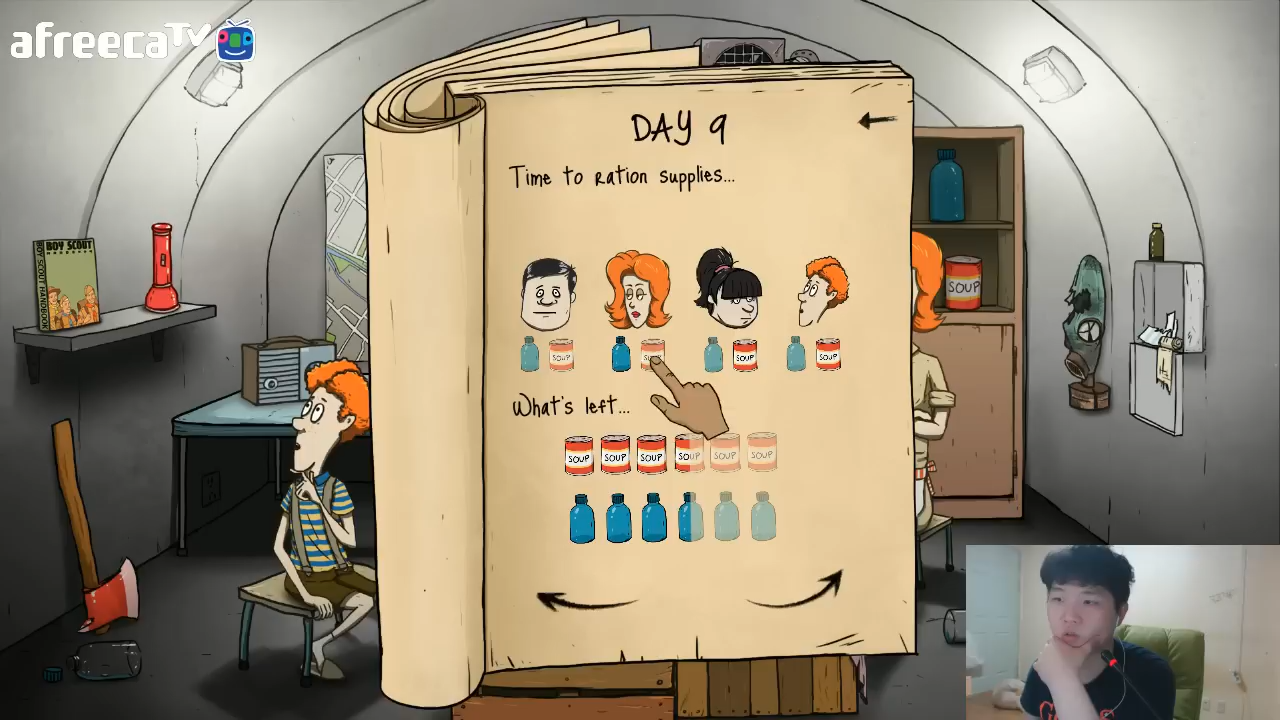 afreecaTV
DAY 9
Time to ration supplies...
BOY SCOUT
BOY SCOUT HANDBOOK
SOUP
SOUP
SOUP
SOUP
What's left...
SOUP SOUP SOUP SOUP SOUP SOUP